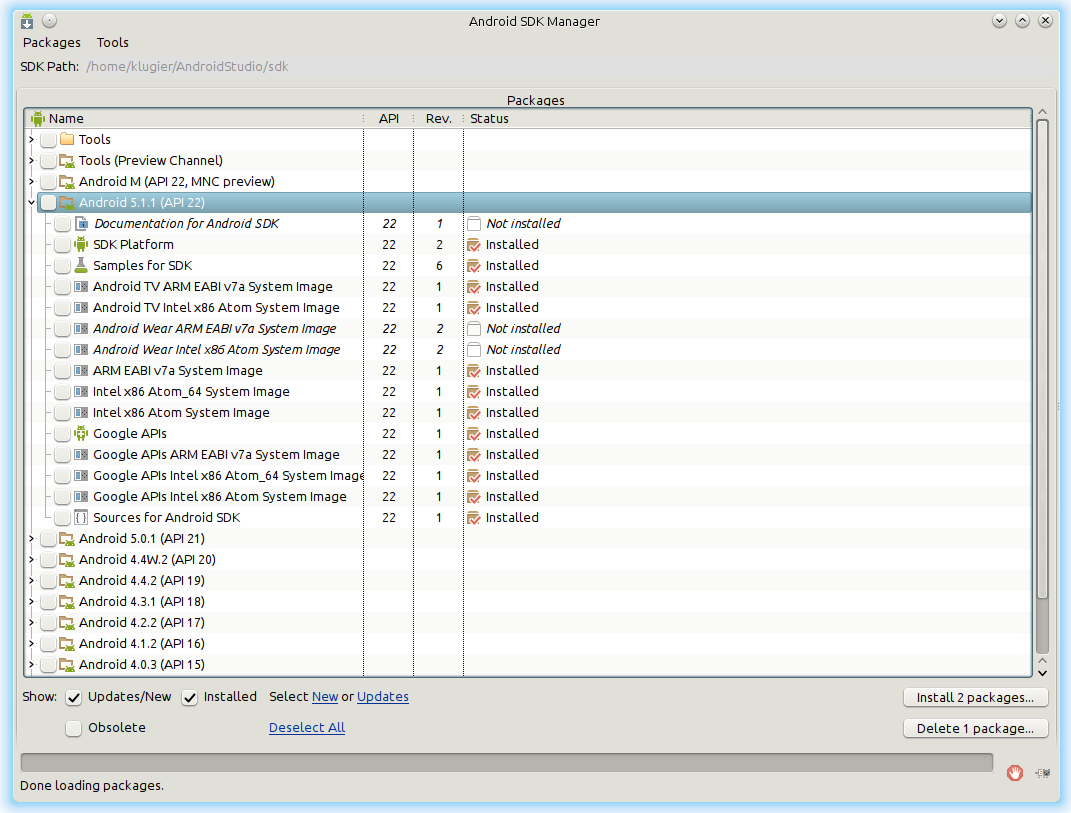 Android SDK Manager
Packages Tools
SDK Path: /home/klugier/AndroidStudio/sdk
Packages
Name API Rev. Status
Tools
Tools (Preview Channel)
Android M (API 22, MNC preview)
Android 5.1.1 (API 22)
Documentation for Android SDK 22 1 Not installed
SDK Platform 22 2 Installed
Samples for SDK 22 6 Installed
Android TV ARM EABI v7a System Image 22 1 Installed
Android TV Intel x86 Atom System Image 22 1 Installed
Android Wear ARM EABI v7a System Image 22 2 Not installed
Android Wear Intel x86 Atom System Image 22 2 Not installed
ARM EABI v7a System Image 22 1 Installed
Intel x86 Atom_64 System Image 22 1 Installed
Intel x86 Atom System Image 22 1 Installed
Google APIs 22 1 Installed
Google APIs ARM EABI v7a System Image 22 1 Installed
Google APIs Intel x86 Atom_64 System Image 22 1 Installed
Google APIs Intel x86 Atom System Image 22 1 Installed
Sources for Android SDK 22 1 Installed
Android 5.0.1 (API 21)
Android 4.4W.2 (API 20)
Android 4.4.2 (API 19)
Android 4.3.1 (API 18)
Android 4.2.2 (API 17)
Android 4.1.2 (API 16)
Android 4.0.3 (API 15)
Show: Updates/New Installed Select New or Updates Install 2 packages...
Obsolete Deselect All Delete 1 package...
Done loading packages.